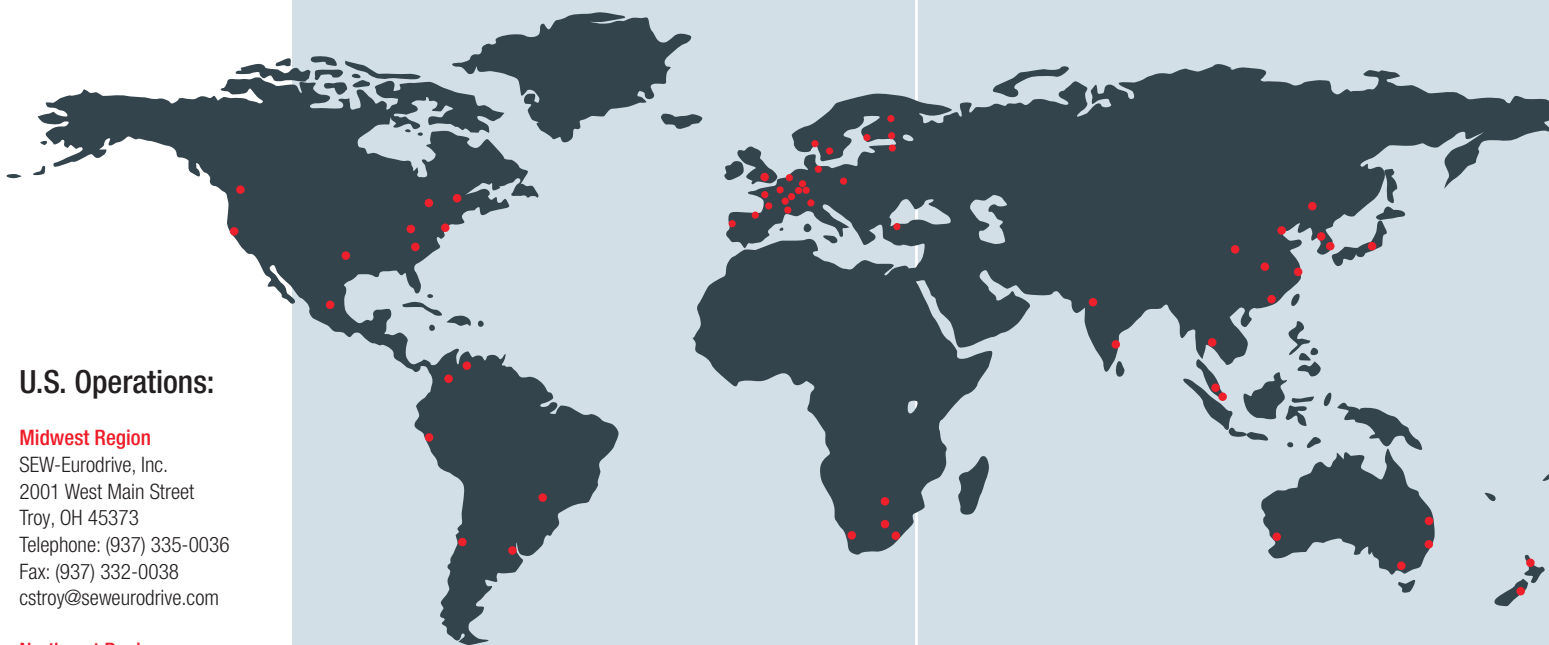 U.S. Operations:
Midwest Region
SEW-Eurodrive, Inc.
2001 West Main Street
Troy, OH 45373
Telephone: (937) 335-0036
Fax: (937) 332-0038
cstroy@seweurodrive.com